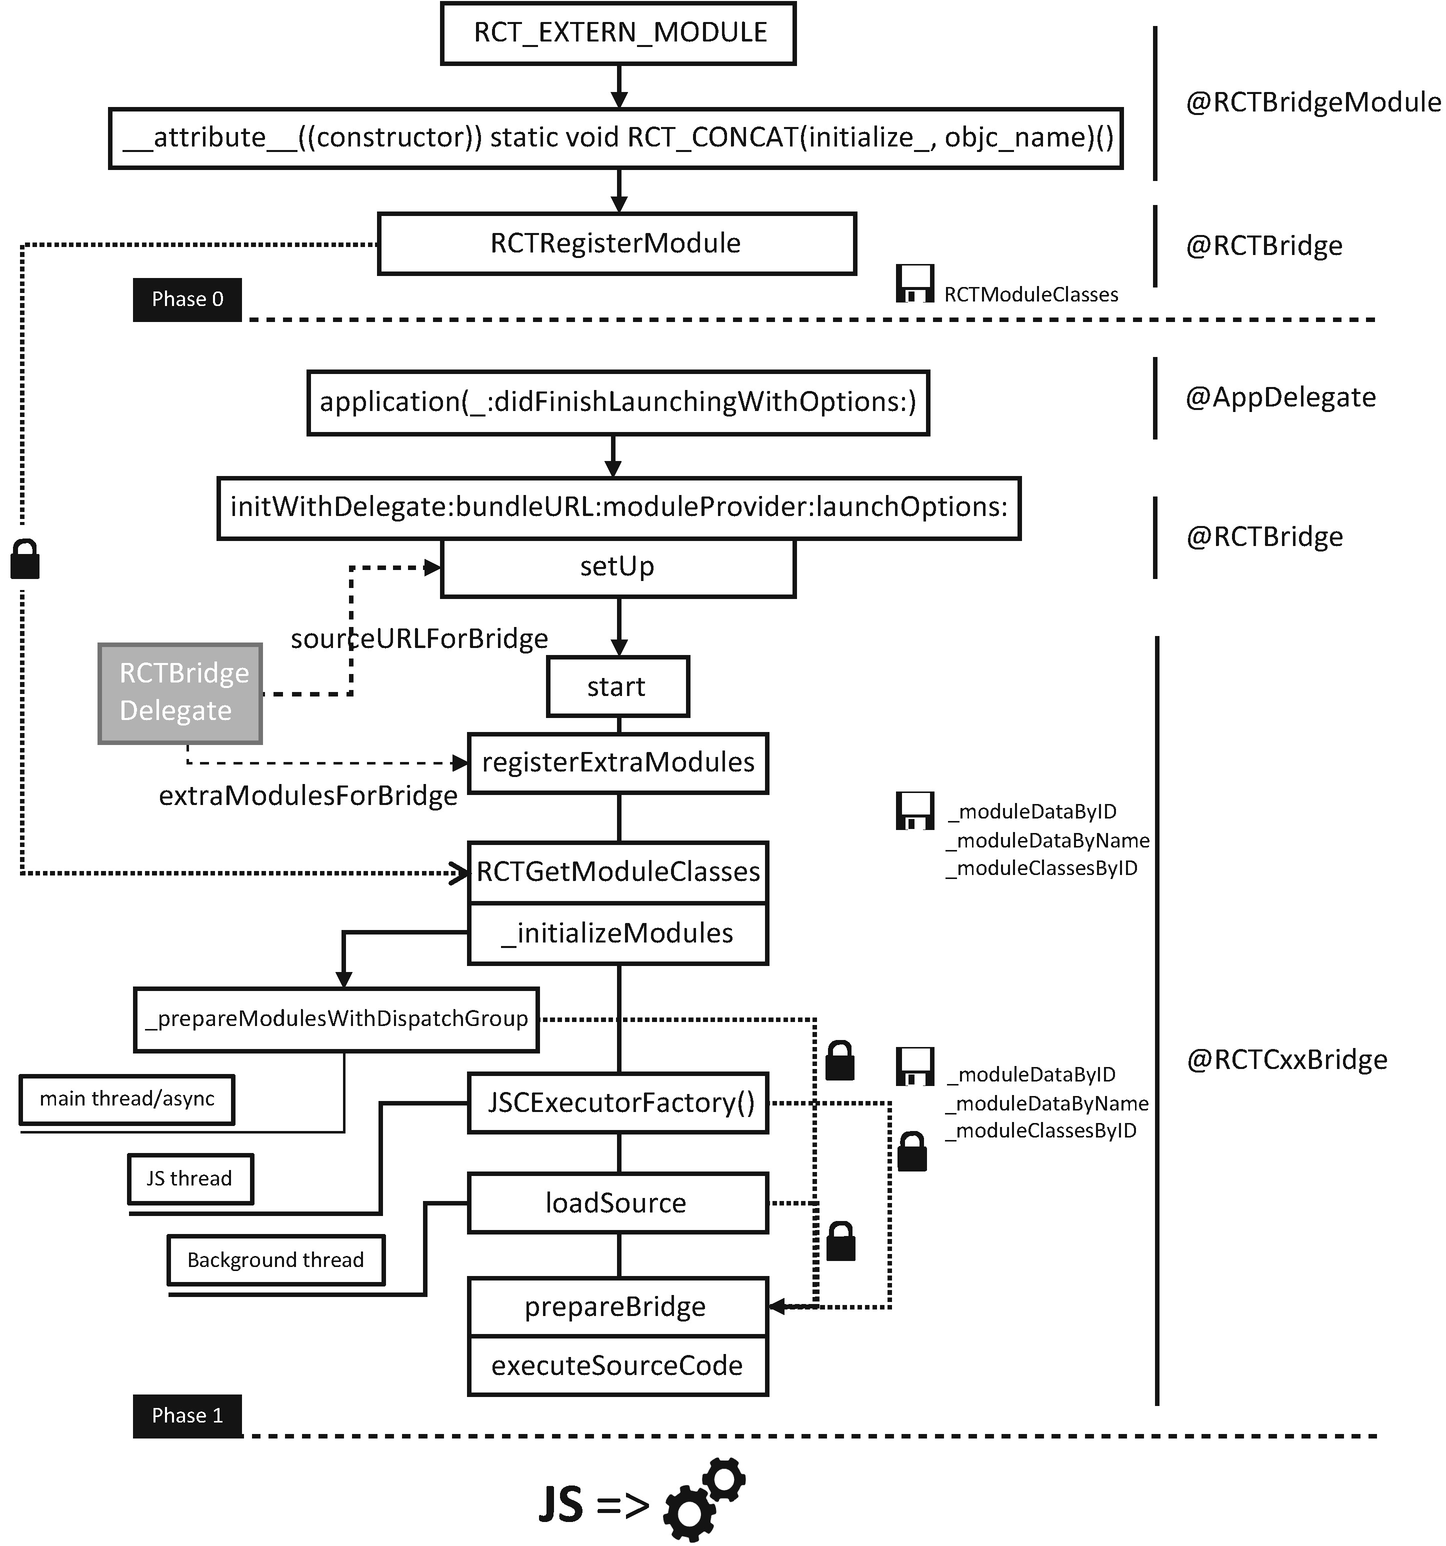 RCT_EXTERN_MODULE
@RCTBridgeModule
__attribute__((constructor)) static void RCT_CONCAT(initialize_, objc_name)()
RCTRegisterModule
@RCTBridge
Phase 0
RCTModuleClasses
application(_:didFinishLaunchingWithOptions:)
@AppDelegate
initWithDelegate:bundleURL:moduleProvider:launchOptions:
@RCTBridge
setUp
sourceURLForBridge
RCTBridge
Delegate
start
registerExtraModules
extraModulesForBridge
_moduleDataByID
_moduleDataByName
_moduleClassesByID
RCTGetModuleClasses
_initializeModules
_prepareModulesWithDispatchGroup
@RCTCxxBridge
_moduleDataByID
_moduleDataByName
_moduleClassesByID
main thread/async
JSCExecutorFactory()
JS thread
loadSource
Background thread
prepareBridge
executeSourceCode
Phase 1
JS =>